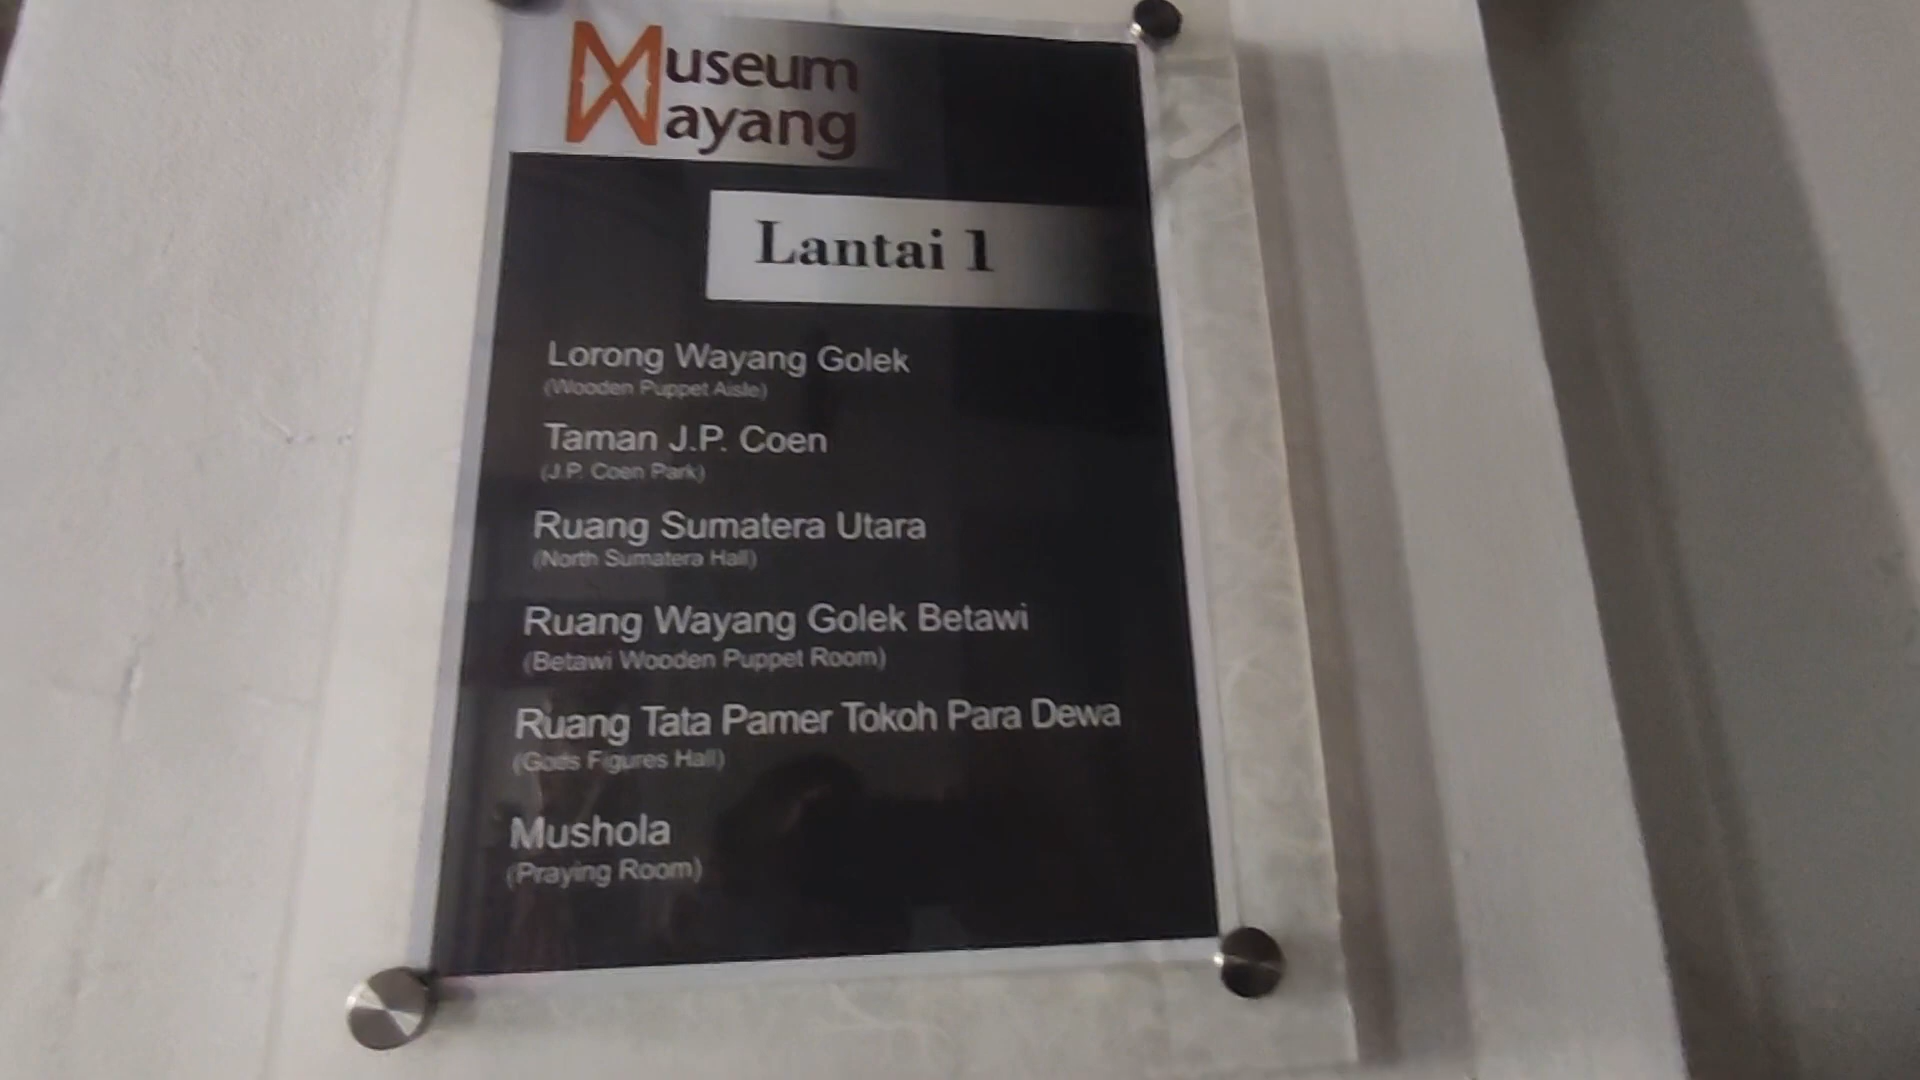 Museum
Wayang
Lantai 1
Lorong Wayang Golek
(Wooden Puppet Aisle)
Taman J.P. Coen
(J.P. Coen Park)
Ruang Sumatera Utara
(North Sumatera Hall)
Ruang Wayang Golek Betawi
(Betawi Wooden Puppet Room)
Ruang Tata Pamer Tokoh Para Dewa
(Gods Figures Hall)
Mushola
(Praying Room)